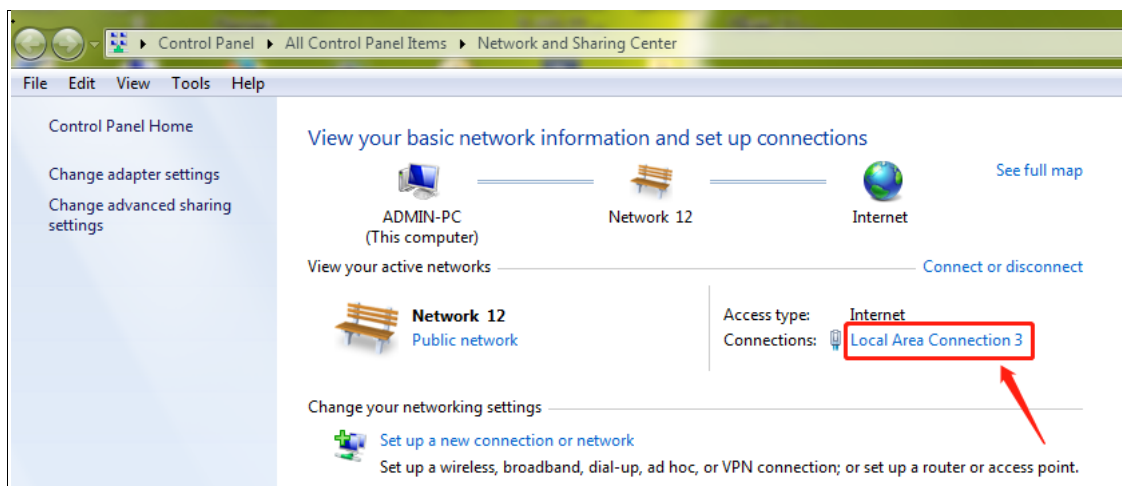 Control Panel ▸ All Control Panel Items ▸ Network and Sharing Center
File Edit View Tools Help
Control Panel Home
Change adapter settings
Change advanced sharing
settings
View your basic network information and set up connections
See full map
ADMIN-PC
(This computer)
Network 12
Internet
View your active networks
Connect or disconnect
Network 12
Public network
Access type: Internet
Connections: Local Area Connection 3
Change your networking settings
Set up a new connection or network
Set up a wireless, broadband, dial-up, ad hoc, or VPN connection; or set up a router or access point.